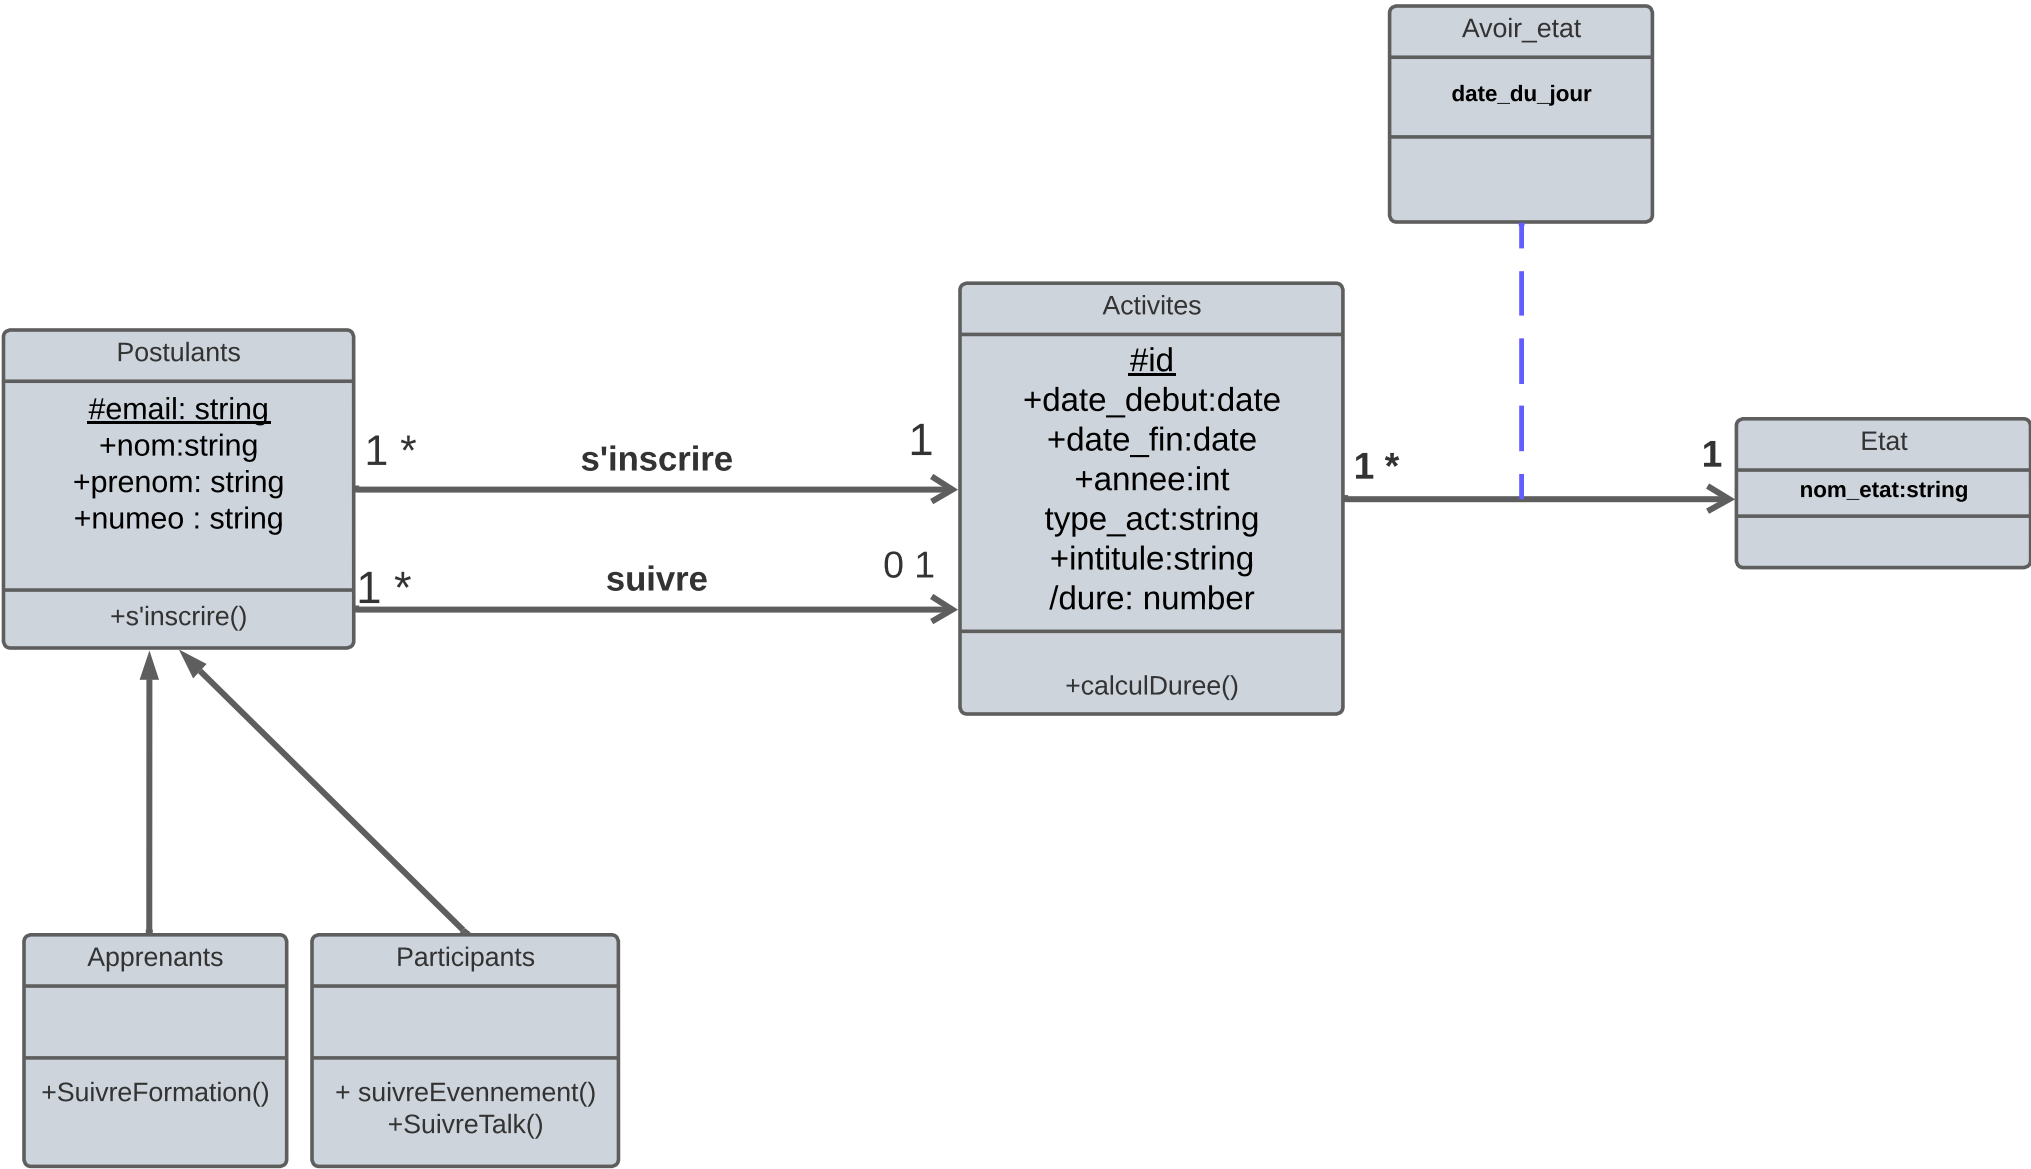 Avoir_etat
date_du_jour
Postulants
#email: string
+nom:string
+prenom: string
+numeo : string
+s'inscrire()
1 *
s'inscrire
1
1 *
suivre
0 1
Activites
#id
+date_debut:date
+date_fin:date
+annee:int
type_act:string
+intitule:string
/dure: number
+calculDuree()
1 *
1
Etat
nom_etat:string
Apprenants
+SuivreFormation()
Participants
+ suivreEvennement()
+SuivreTalk()